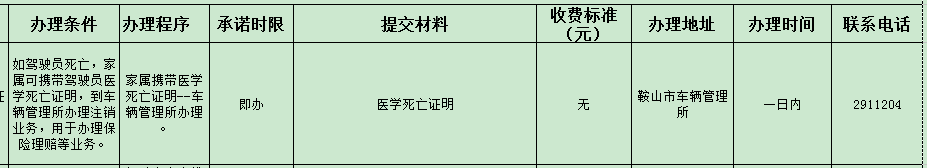 办理条件 办理程序 承诺时限 提交材料 收费标准 办理地址 办理时间 联系电话
（元）
如驾驶员死亡，家
属可携带驾驶员医
学死亡证明，到车
辆管理所办理注销
业务，用于办理保
险理赔等业务。
家属携带医学
死亡证明--车
辆管理所办理
。
即办
医学死亡证明
无
鞍山市车辆管理
所
一日内
2911204